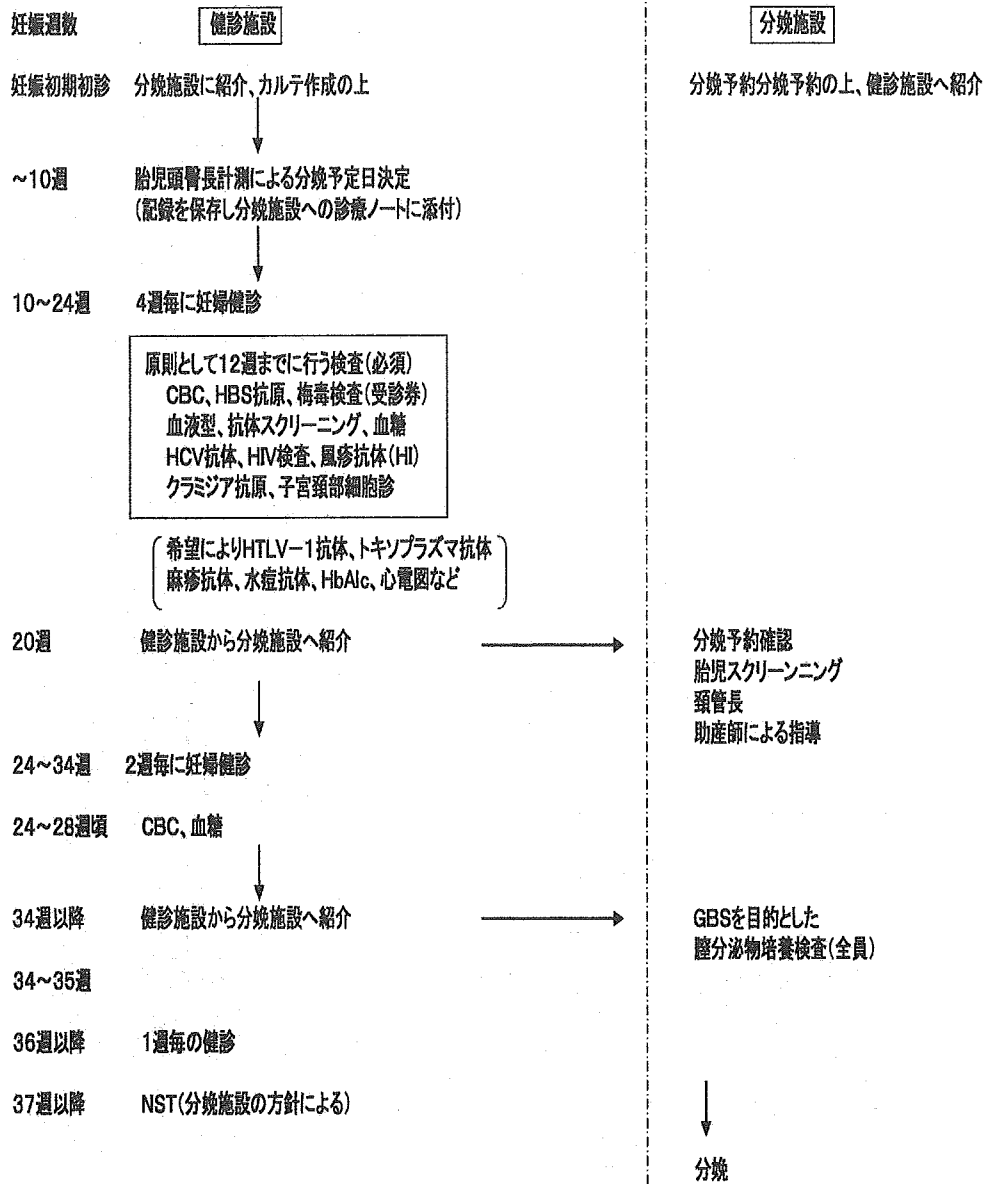 妊娠週数 健診施設 分娩施設
妊娠初期初診 分娩施設に紹介、カルテ作成の上 分娩予約分娩予約の上、健診施設へ紹介
~10週 胎児頭臀長計測による分娩予定日決定
(記録を保存し分娩施設への診療ノートに添付)
10~24週 4週毎に妊婦健診
原則として12週までに行う検査(必須)
CBC、HBS抗原、梅毒検査(受診券)
血液型、抗体スクリーニング、血糖
HCV抗体、HIV検査、風疹抗体(HI)
クラミジア抗原、子宮頚部細胞診
希望によりHTLV-1抗体、トキソプラズマ抗体
麻疹抗体、水痘抗体、HbAlc、心電図など
20週 健診施設から分娩施設へ紹介 分娩予約確認
胎児スクリーンニング
頚管長
助産師による指導
24~34週 2週毎に妊婦健診
24~28週頃 CBC、血糖
34週以降 健診施設から分娩施設へ紹介 GBSを目的とした
膣分泌物培養検査(全員)
34~35週
36週以降 1週毎の健診
37週以降 NST(分娩施設の方針による)
分娩